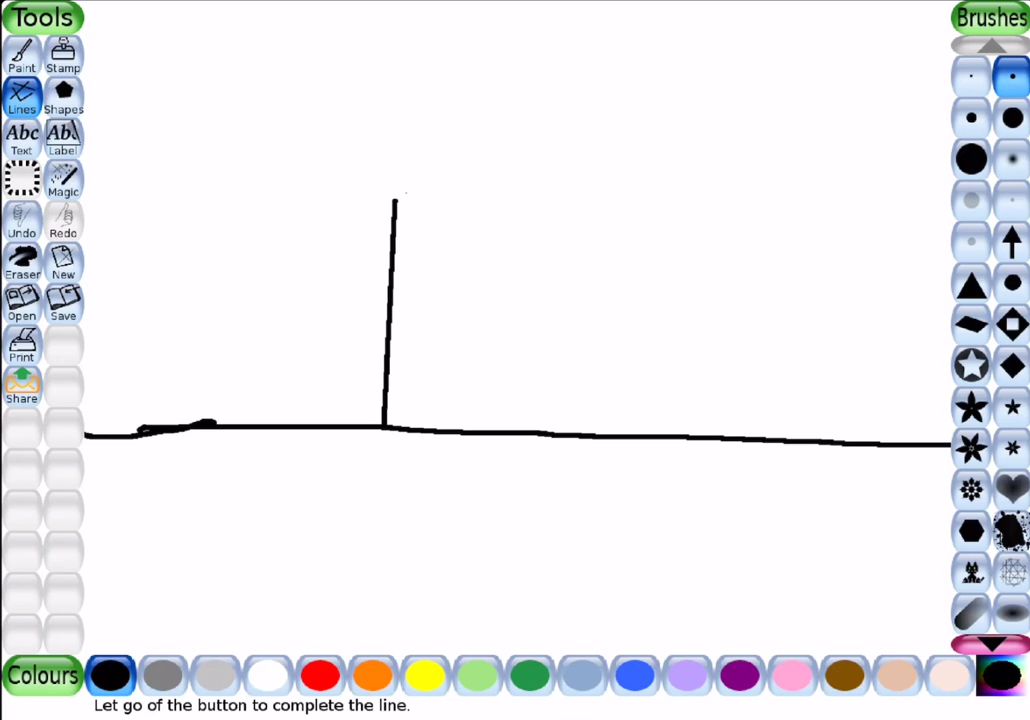 Tools
Brushes
Paint
Stamp
Lines
Shapes
Abc
Text
Abc
Label
Magic
Undo
Redo
Eraser
New
Open
Save
Print
Share
Colours
Let go of the button to complete the line.